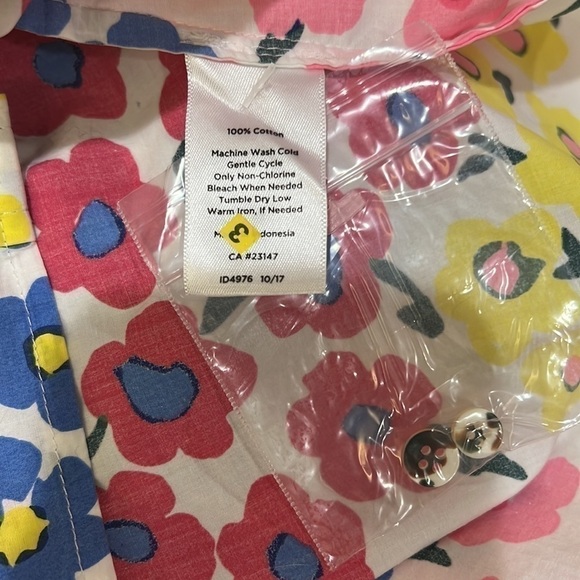 100% Cotton
Machine Wash Cold
Gentle Cycle
Only Non-Chlorine
Bleach When Needed
Tumble Dry Low
Warm Iron, If Needed
donesia
CA #23147
ID4976 10/17